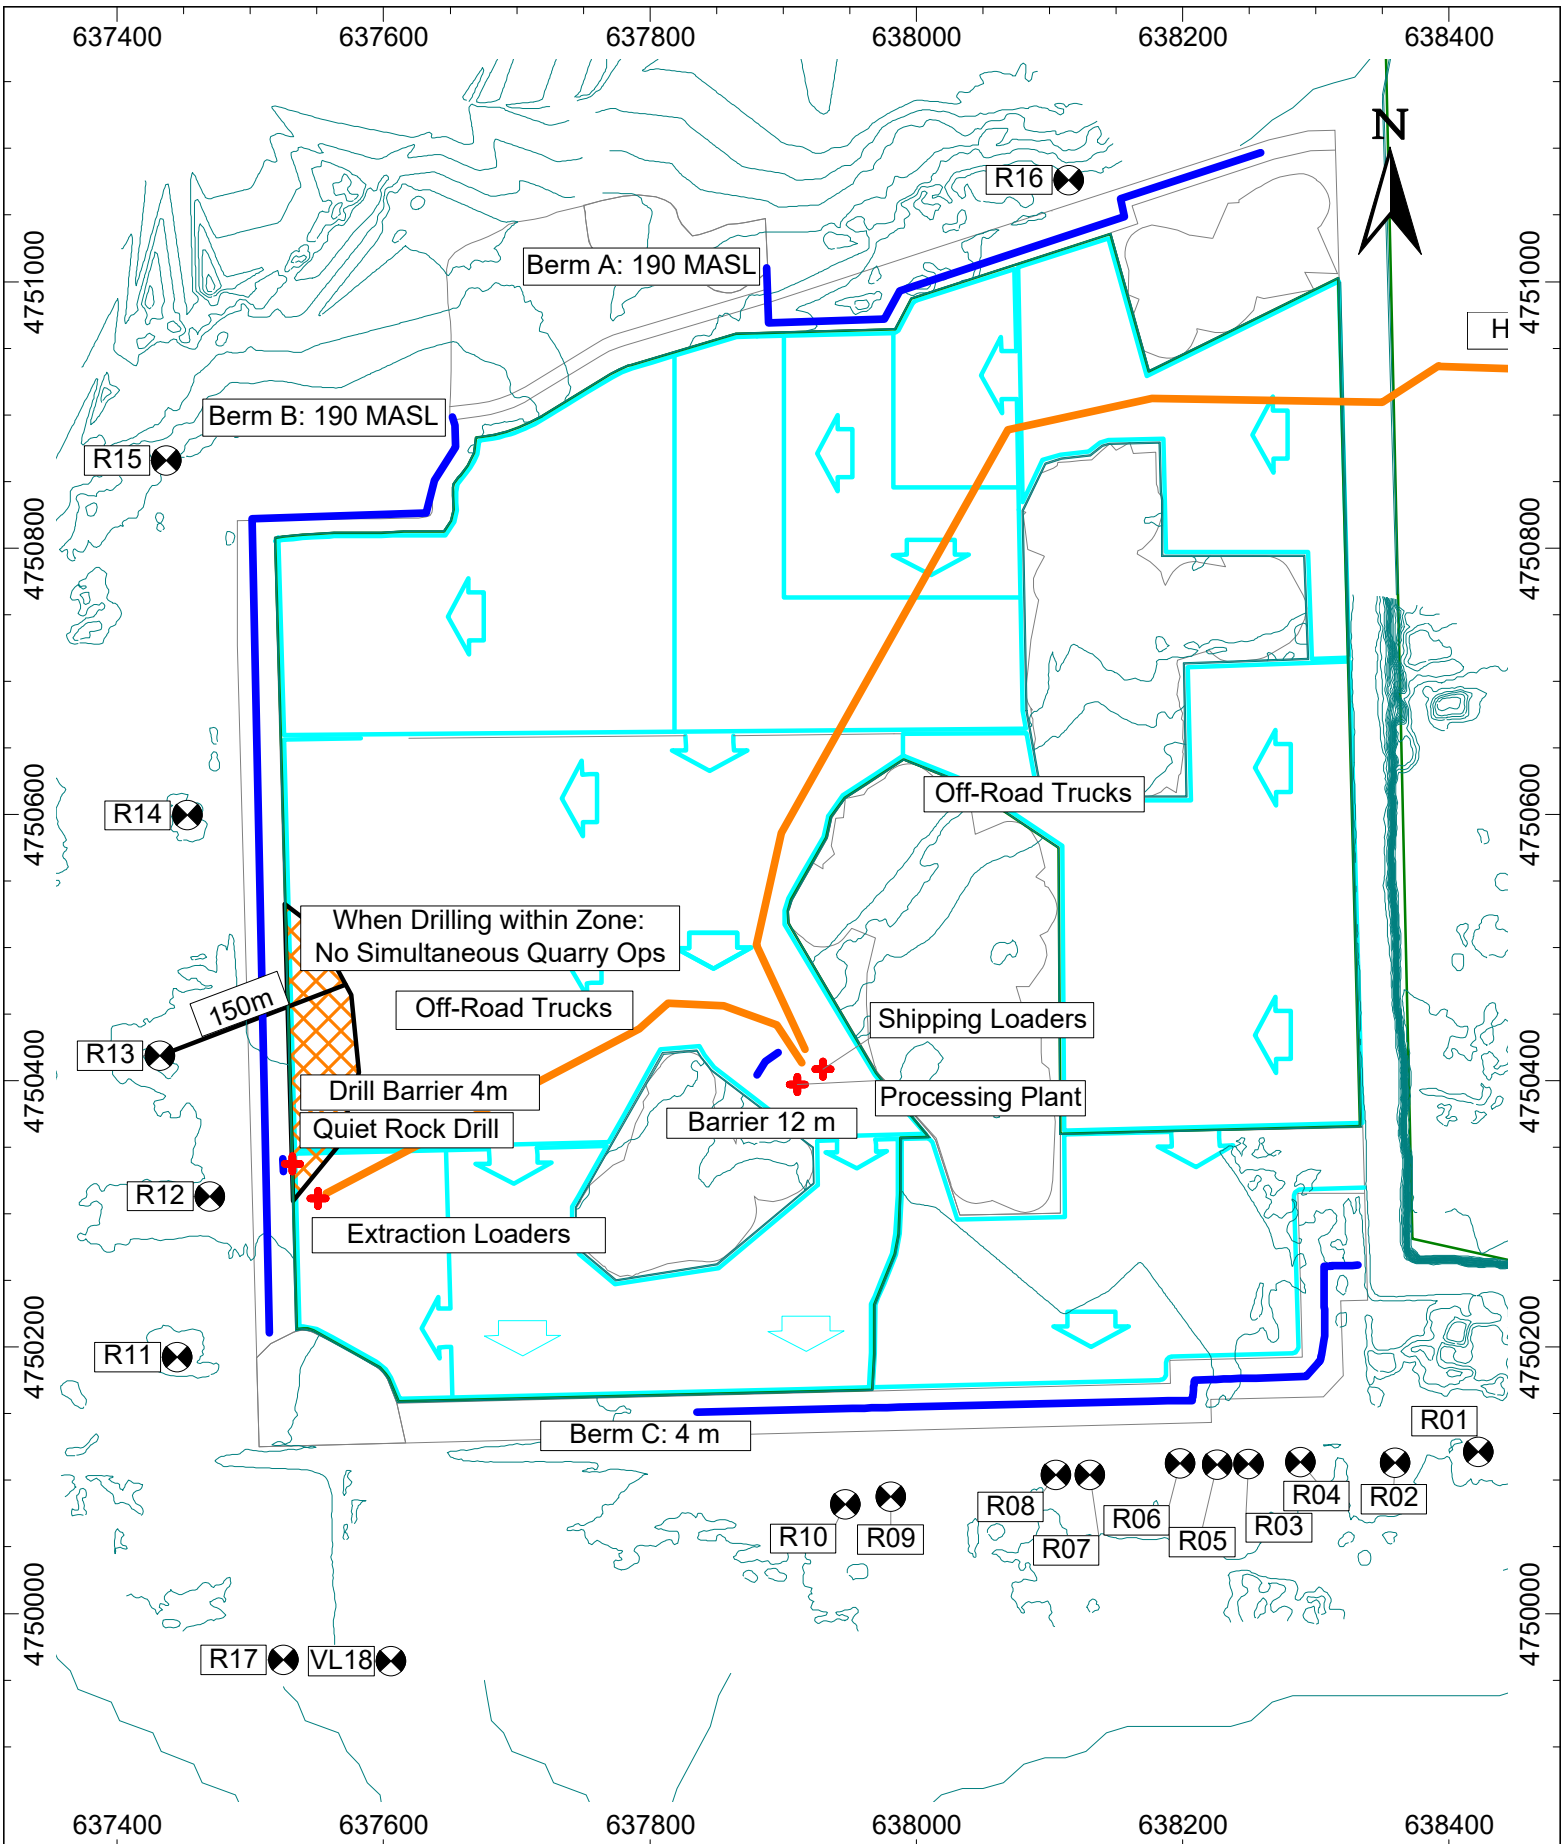 637400 637600 637800 638000 638200 638400
N
R16
Berm A: 190 MASL
4751000
4751000
H
Berm B: 190 MASL
R15
4750800
4750800
Off-Road Trucks
R14
4750600
4750600
When Drilling within Zone:
No Simultaneous Quarry Ops
150m
Off-Road Trucks
Shipping Loaders
R13
4750400
4750400
Drill Barrier 4m
Processing Plant
Barrier 12 m
Quiet Rock Drill
R12
Extraction Loaders
R11
4750200
4750200
Berm C: 4 m
R01
R08
R06
R04
R02
R10
R09
R07
R05
R03
4750000
4750000
R17
VL18
637400 637600 637800 638000 638200 638400